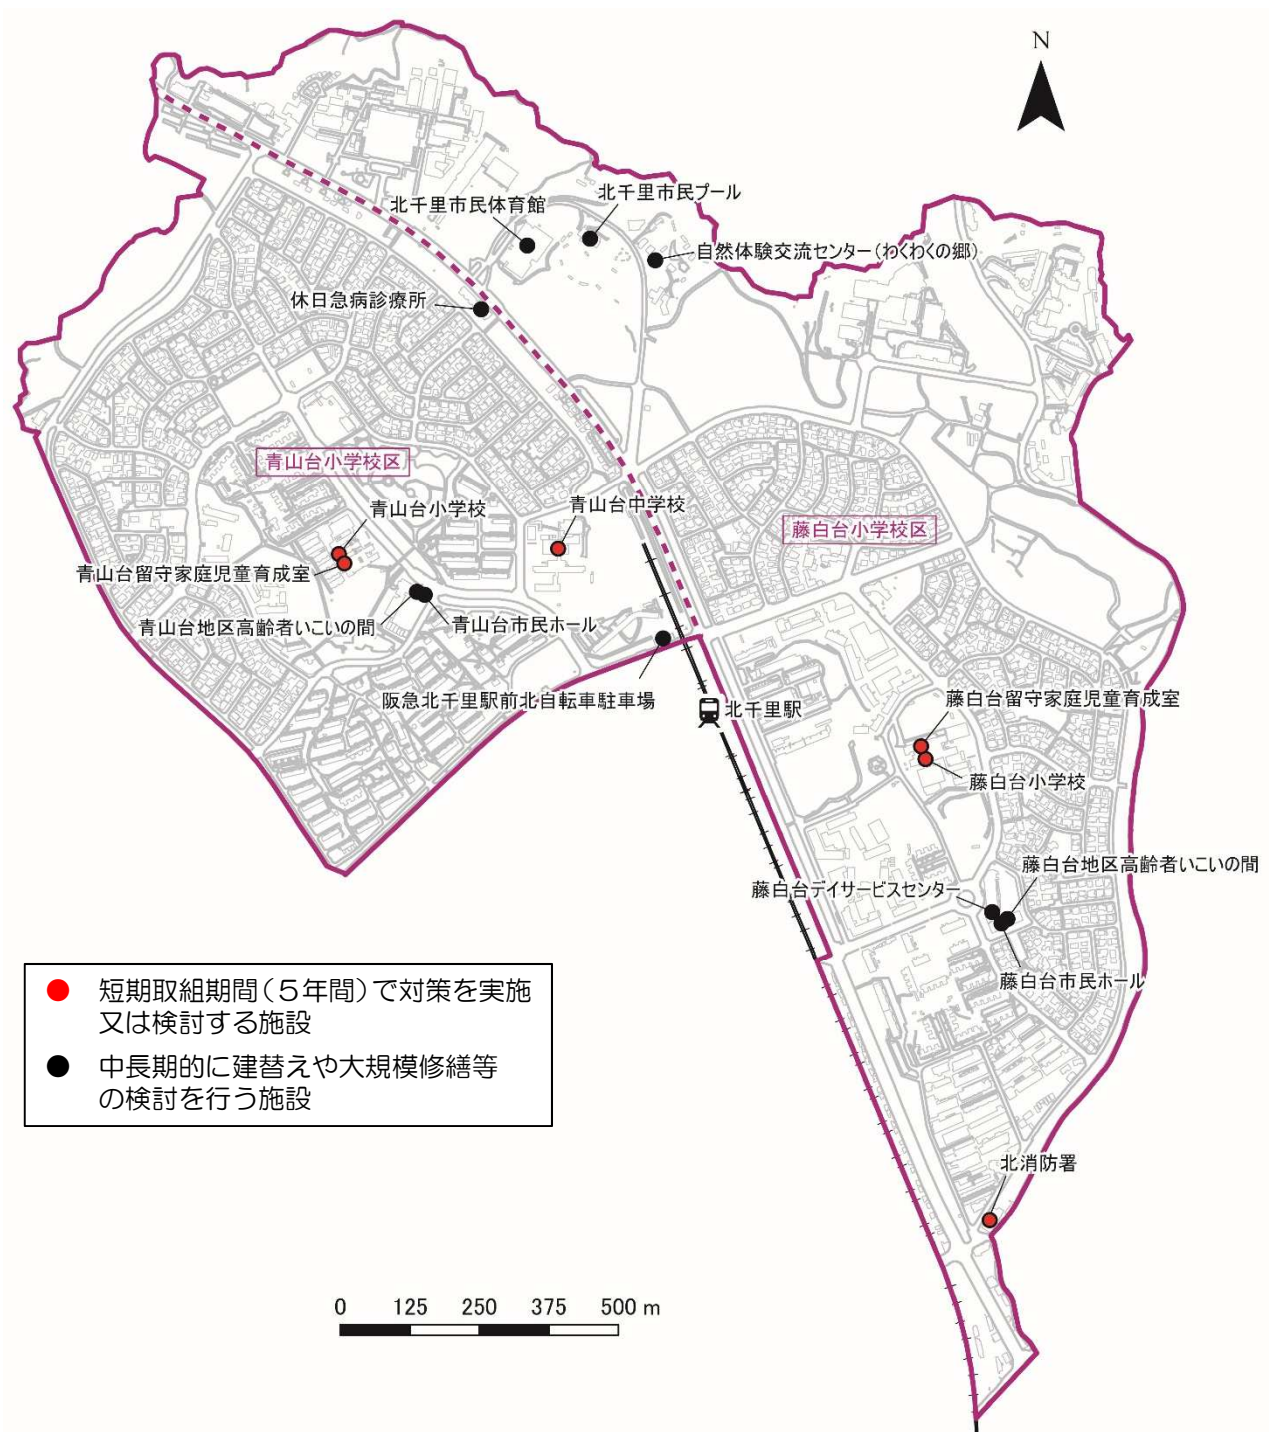 N
北千里市民プール
北千里市民体育館
自然体験交流センター(わくわくの郷)
休日急病診療所
青山台小学校区
青山台小学校
青山台中学校
藤白台小学校区
青山台留守家庭児童育成室
青山台地区高齢者いこいの間
青山台市民ホール
阪急北千里駅前北自転車駐車場
北千里駅
藤白台留守家庭児童育成室
藤白台小学校
藤白台地区高齢者いこいの間
藤白台デイサービスセンター
藤白台市民ホール
短期取組期間(5年間)で対策を実施
又は検討する施設
中長期的に建替えや大規模修繕等
の検討を行う施設
北消防署
0 125 250 375 500 m